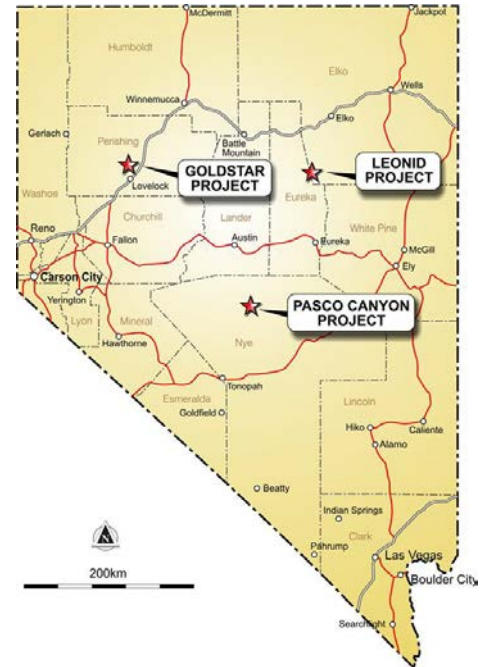 McDermitt
Jackpot
Humboldt
Elko
Wells
Winnemucca
Elko
Gerlach
Battle
Mountain
Perishing
GOLDSTAR
PROJECT
LEONID
PROJECT
Lovelock
Washoe
Eureka
Churchill
Lander
White Pine
Reno
Fallon
Austin
Eureka
McGill
Ely
Carson City
Yerington
PASCO CANYON
PROJECT
Lyon
Mineral
Nye
Hawthorne
Tonopah
Esmeralda
Goldfield
Lincoln
Hiko
Caliente
Alamo
Beatty
Indian Springs
Clark
Pahrump
Las Vegas
N
200km
Boulder City
Searchlight